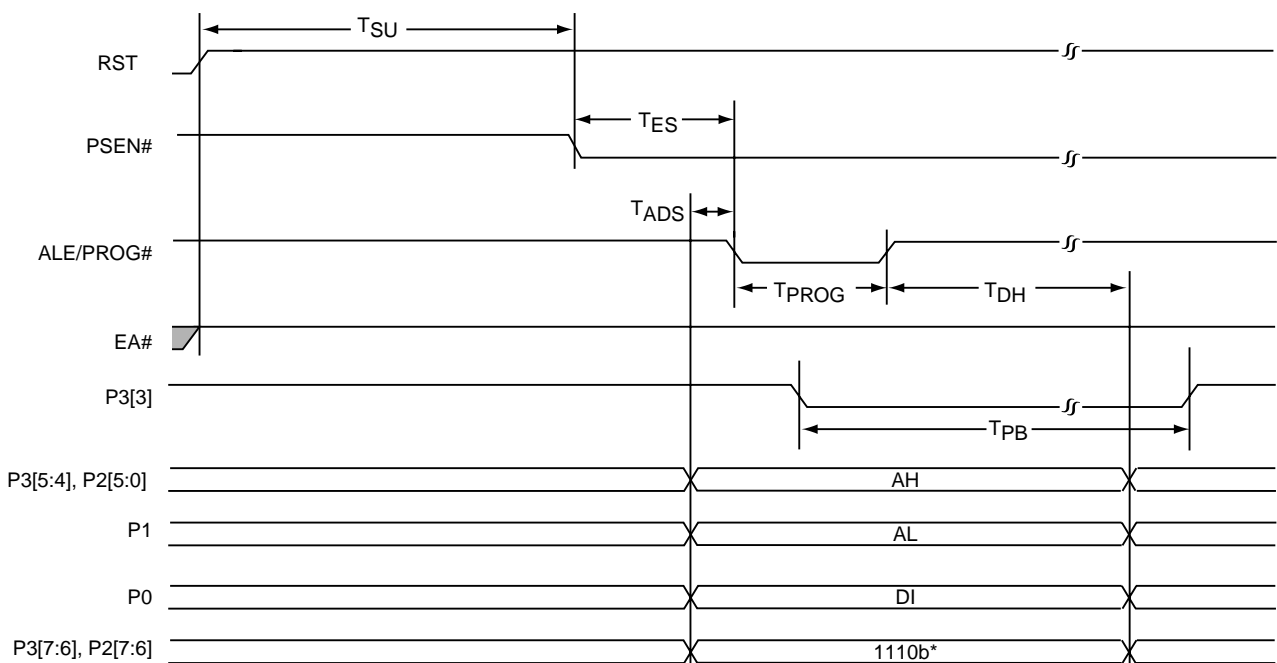 TSU
RST
TES
PSEN#
TADS
ALE/PROG#
TPROG
TDH
EA#
P3[3]
TPB
P3[5:4], P2[5:0]
AH
P1
AL
P0
DI
P3[7:6], P2[7:6]
1110b*